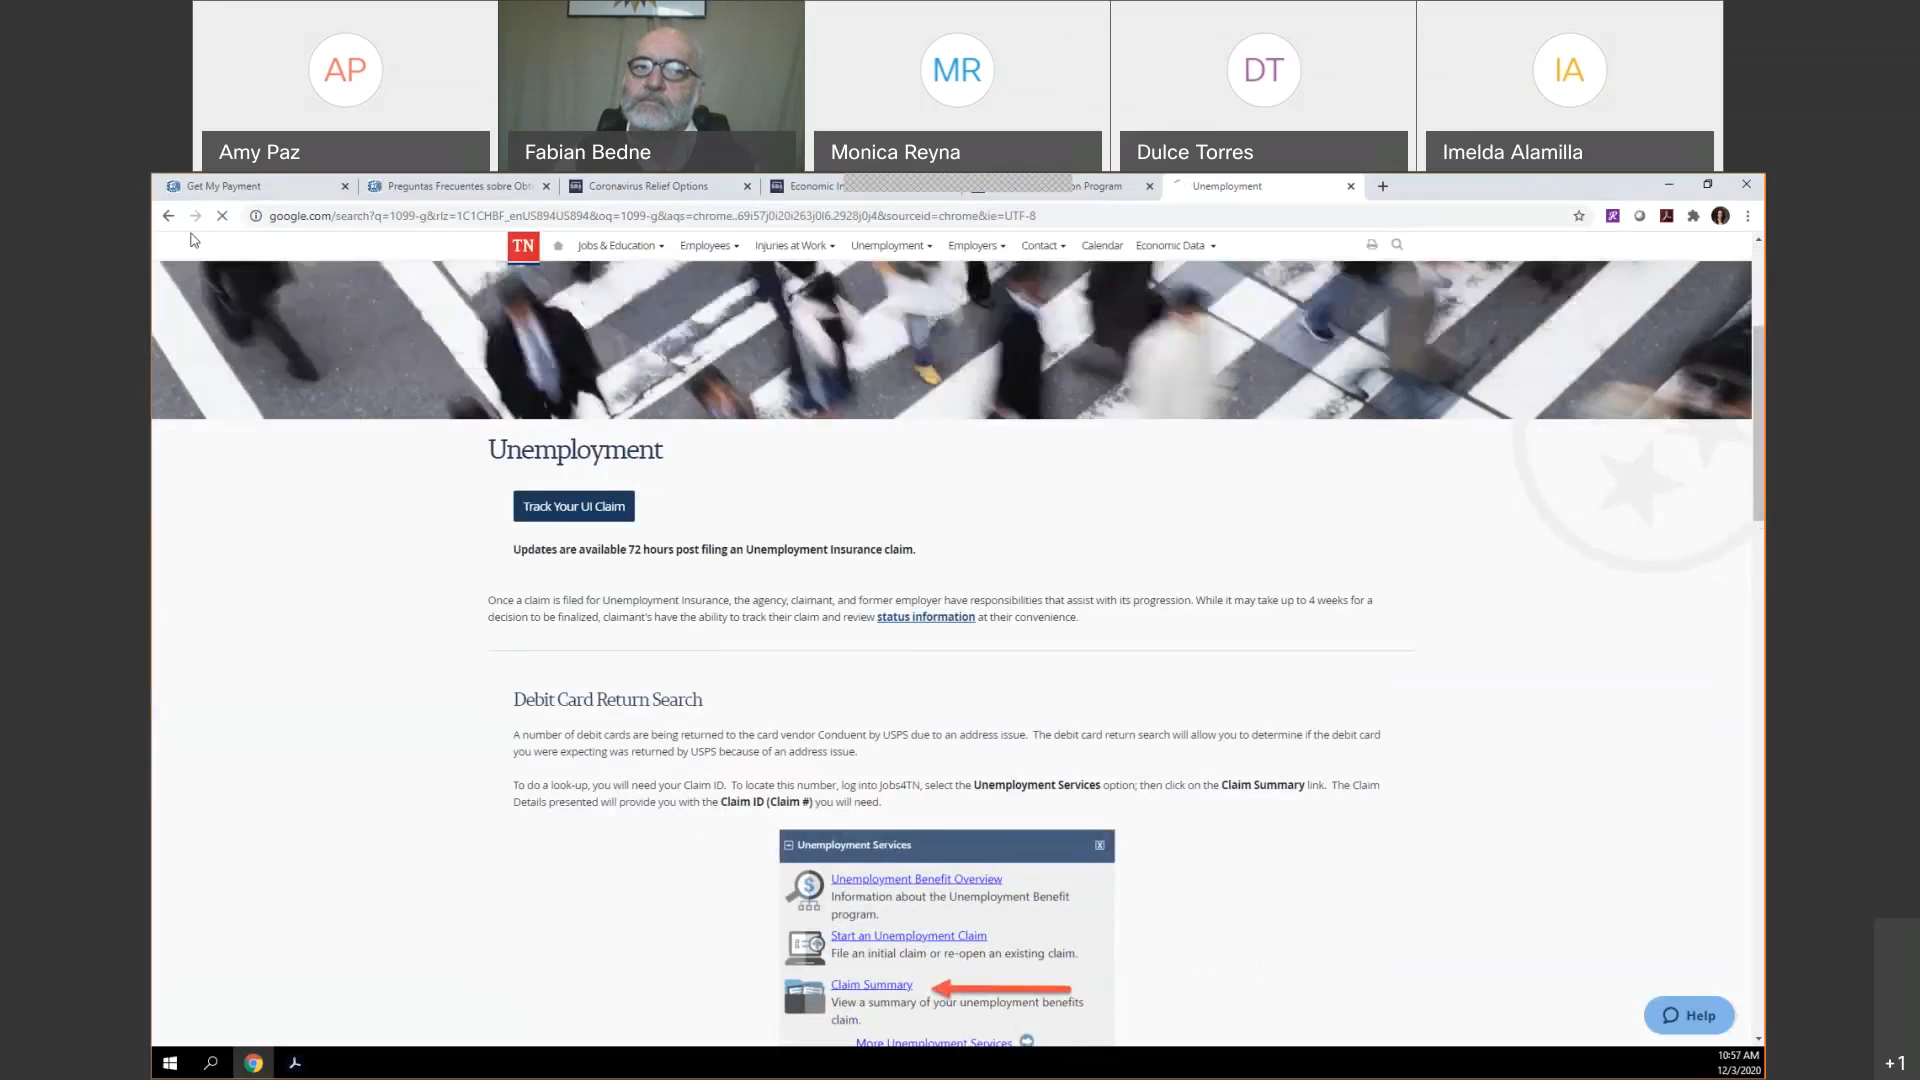 AP
MR
DT
IA
Amy Paz
Fabian Bedne
Monica Reyna
Dulce Torres
Imelda Alamilla
Get My Payment
Preguntas Frecuentes sobre Obt
Coronavirus Relief Options
Economic In
on Program
Unemployment
google.com/search?q=1099-g&rlz=1C1CHBF_enUS894US894&oq=1099-g&aqs=chrome..69i57j0i20i263j0l6.2928j0j4&sourceid=chrome&ie=UTF-8
TN
Jobs & Education
Employees
Injuries at Work
Unemployment
Employers
Contact
Calendar
Economic Data
Unemployment
Track Your UI Claim
Updates are available 72 hours post filing an Unemployment Insurance claim.
Once a claim is filed for Unemployment Insurance, the agency, claimant, and former employer have responsibilities that assist with its progression. While it may take up to 4 weeks for a
decision to be finalized, claimant's have the ability to track their claim and review status information at their convenience.
Debit Card Return Search
A number of debit cards are being returned to the card vendor Conduent by USPS due to an address issue. The debit card return search will allow you to determine if the debit card
you were expecting was returned by USPS because of an address issue.
To do a look-up, you will need your Claim ID. To locate this number, log into Jobs4TN, select the Unemployment Services option; then click on the Claim Summary link. The Claim
Details presented will provide you with the Claim ID (Claim #) you will need.
Unemployment Services
Unemployment Benefit Overview
Information about the Unemployment Benefit
program.
Start an Unemployment Claim
File an initial claim or re-open an existing claim.
Claim Summary
View a summary of your unemployment benefits
claim.
More Unemployment Services
Help
10:57 AM
12/3/2020
+1